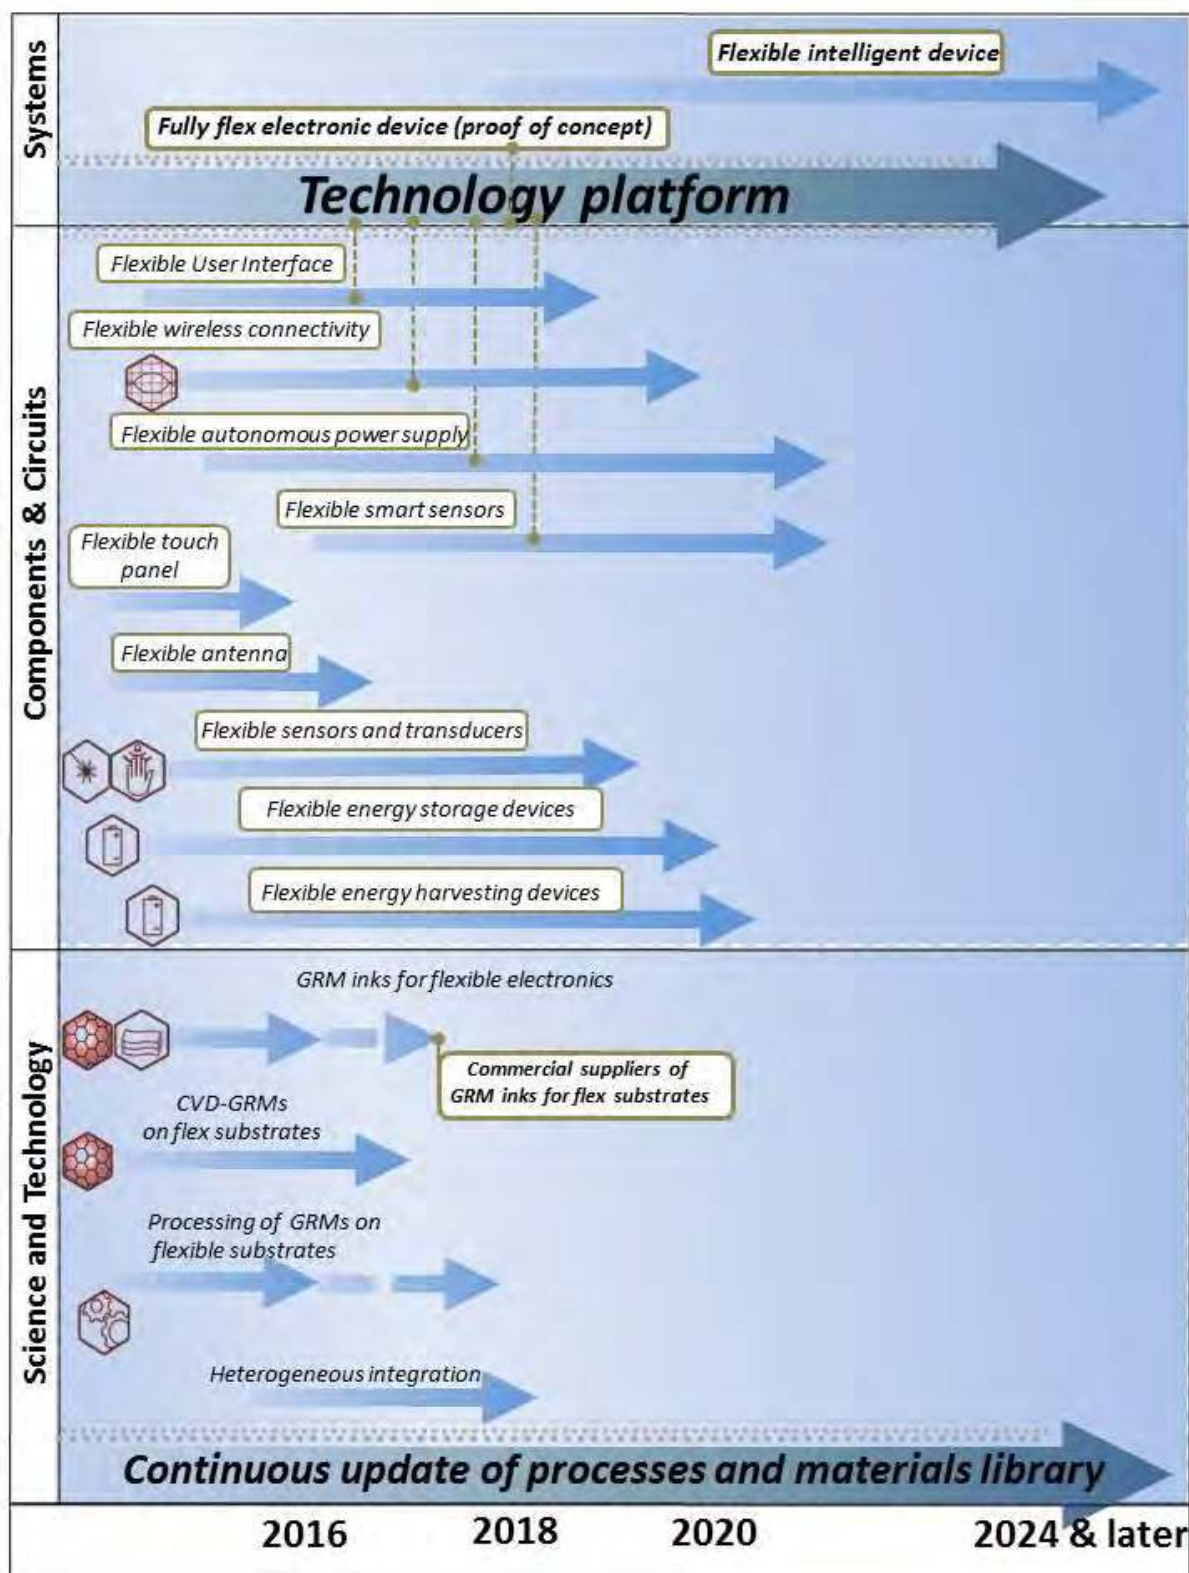 Systems
Flexible intelligent device
Fully flex electronic device (proof of concept)
Technology platform
Components & Circuits
Flexible User Interface
Flexible wireless connectivity
Flexible autonomous power supply
Flexible smart sensors
Flexible touch
panel
Flexible antenna
Flexible sensors and transducers
Flexible energy storage devices
Flexible energy harvesting devices
Science and Technology
GRM inks for flexible electronics
Commercial suppliers of
GRM inks for flex substrates
CVD-GRMs
on flex substrates
Processing of GRMs on
flexible substrates
Heterogeneous integration
Continuous update of processes and materials library
2016 2018 2020 2024 & later